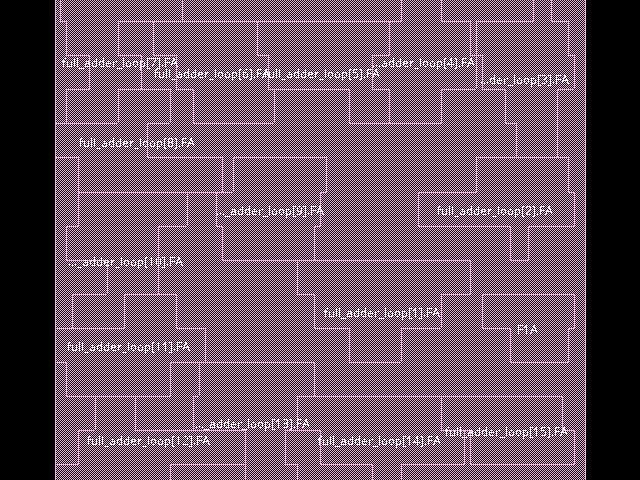 full_adder_loop[7].FA
full_adder_loop[6].FA
full_adder_loop[5].FA
_adder_loop[4].FA
_der_loop[3].FA
full_adder_loop[8].FA
_adder_loop[9].FA
full_adder_loop[2].FA
_adder_loop[10].FA
full_adder_loop[1].FA
F1A
full_adder_loop[11].FA
_adder_loop[13].FA
full_adder_loop[12].FA
full_adder_loop[14].FA
full_adder_loop[15].FA